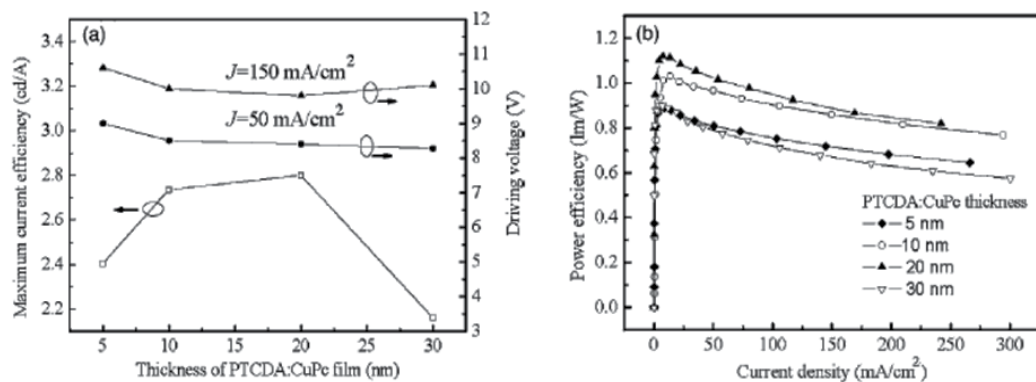 (a)
Maximum current efficiency (cd/A)
3.4
3.2
3.0
2.8
2.6
2.4
2.2
J=150 mA/cm²
J=50 mA/cm²
12
11
10
9
8
7
6
5
4
3
Driving voltage (V)
5 10 15 20 25 30
Thickness of PTCDA:CuPc film (nm)
(b)
Power efficiency (lm/W)
1.2
1.0
0.8
0.6
0.4
0.2
0.0
PTCDA:CuPc thickness
5 nm
10 nm
20 nm
30 nm
0 50 100 150 200 250 300
Current density (mA/cm²)